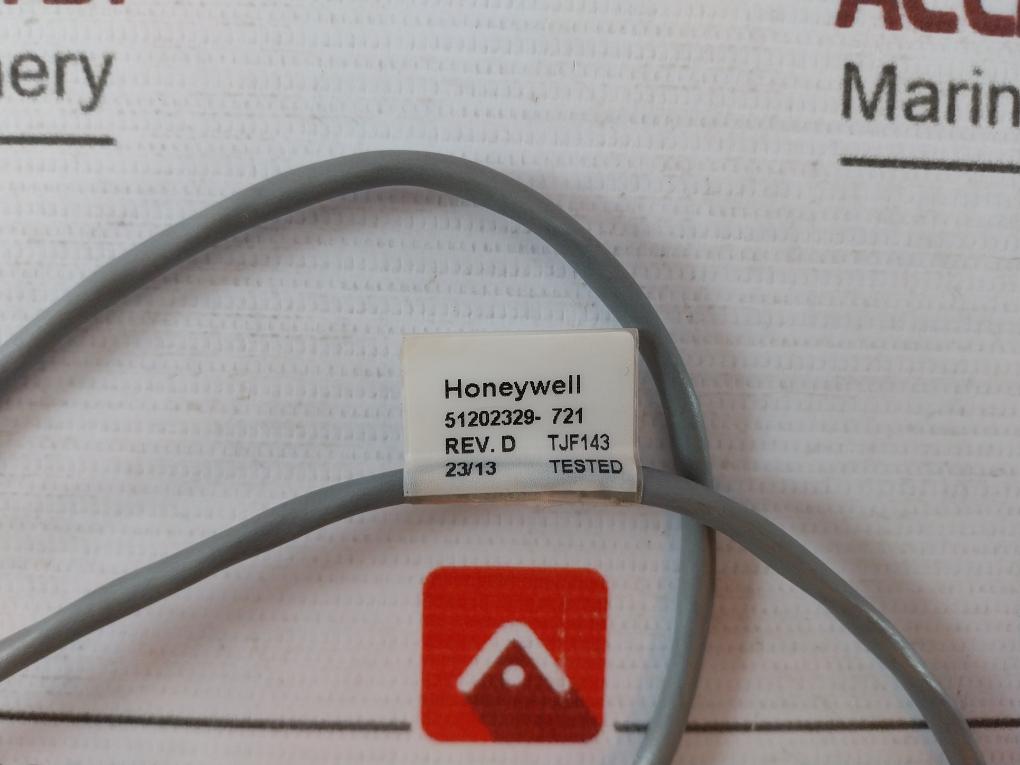 nery
Marin
Honeywell
51202329- 721
REV. D TJF143
23/13 TESTED